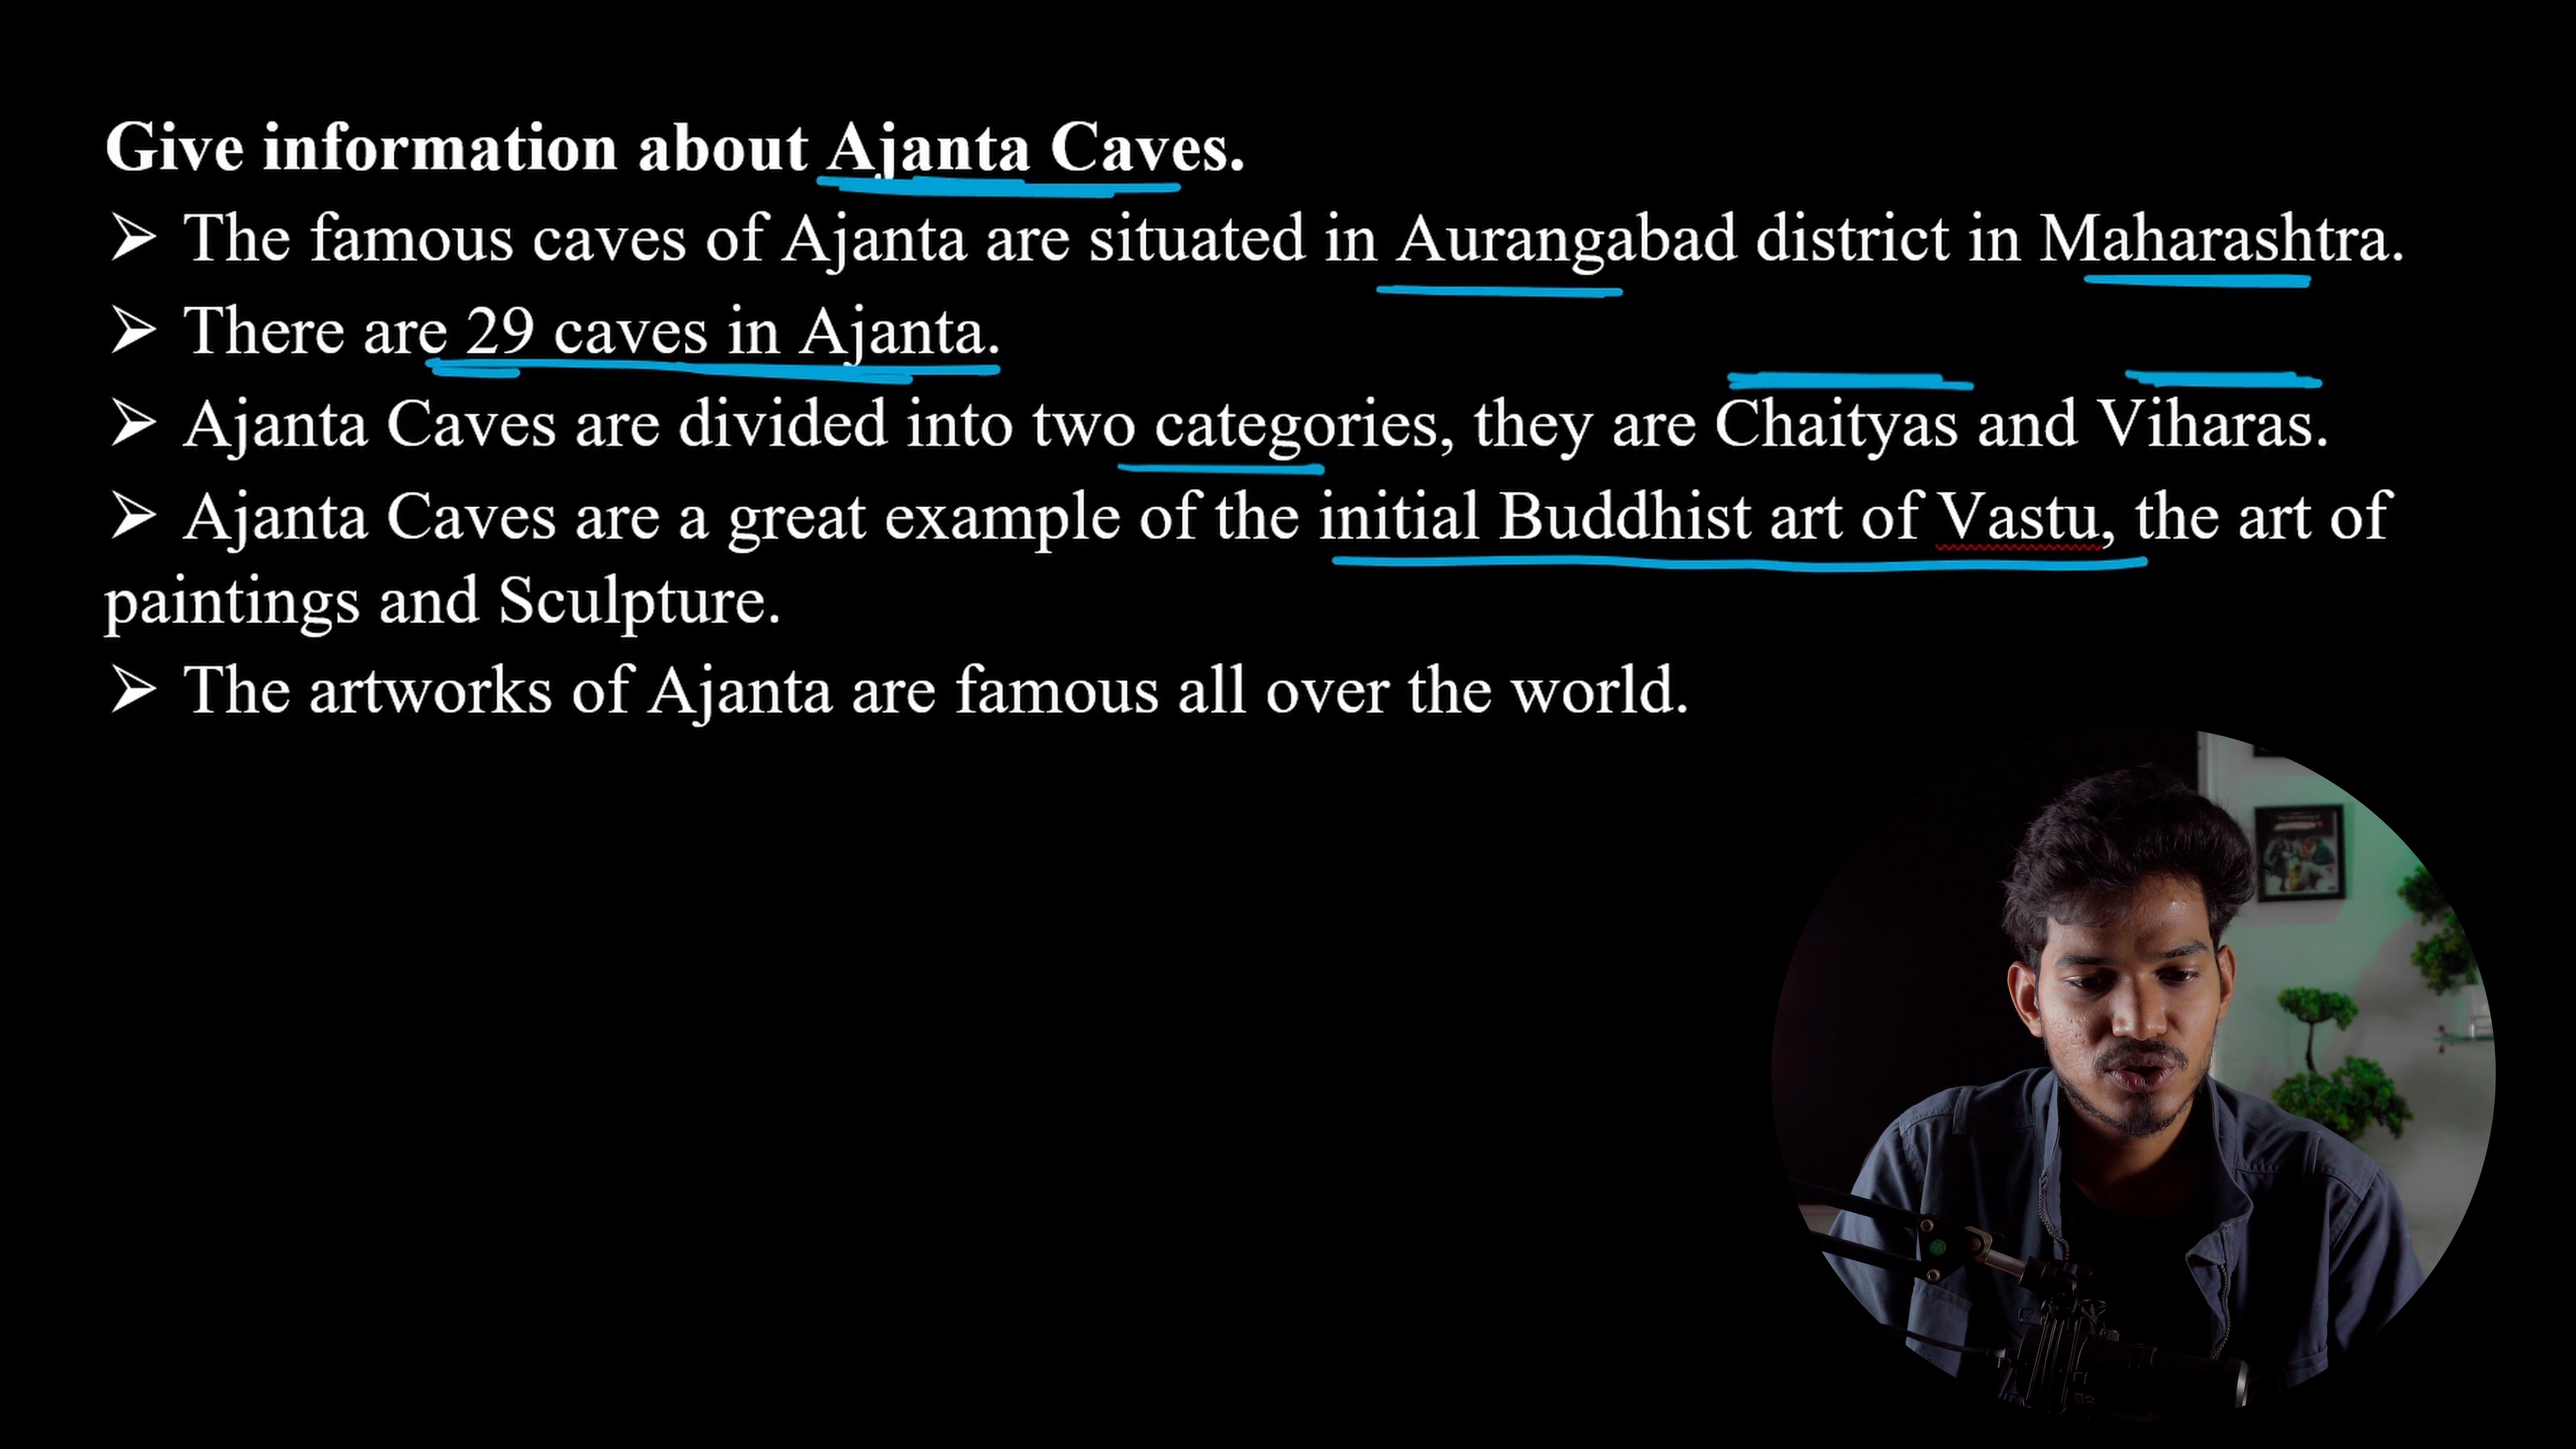 Give information about Ajanta Caves.
➢ The famous caves of Ajanta are situated in Aurangabad district in Maharashtra.
➢ There are 29 caves in Ajanta.
➢ Ajanta Caves are divided into two categories, they are Chaityas and Viharas.
➢ Ajanta Caves are a great example of the initial Buddhist art of Vastu, the art of
paintings and Sculpture.
➢ The artworks of Ajanta are famous all over the world.